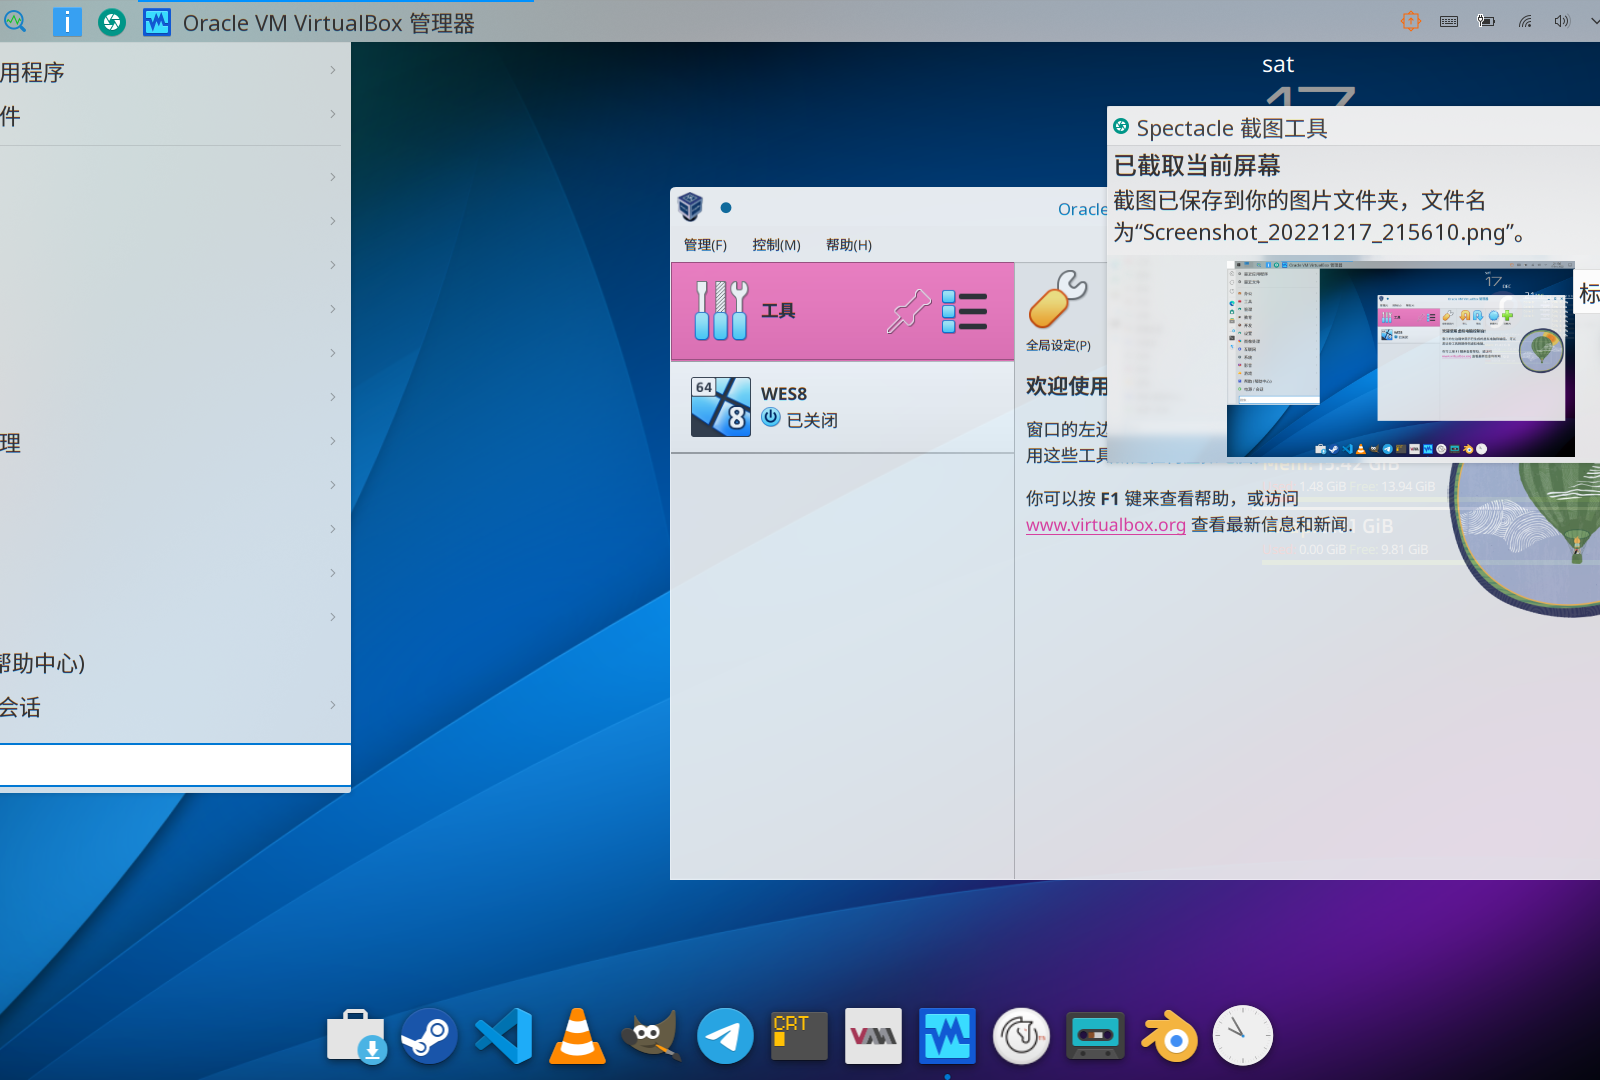 Oracle VM VirtualBox 管理器
用程序
件
理
帮助中心)
会话
sat
17
Spectacle 截图工具
已截取当前屏幕
截图已保存到你的图片文件夹，文件名
为“Screenshot_20221217_215610.png”。
标
Oracle
管理(F) 控制(M) 帮助(H)
工具
全局设定(P)
64
8
WES8
已关闭
欢迎使用
窗口的左边
用这些工具
你可以按 F1 键来查看帮助，或访问
www.virtualbox.org 查看最新信息和新闻.
Mem: 15.42 GiB
1.48 GiB Free: 13.94 GiB
GiB
0.00 GiB Free: 9.81 GiB
CRT